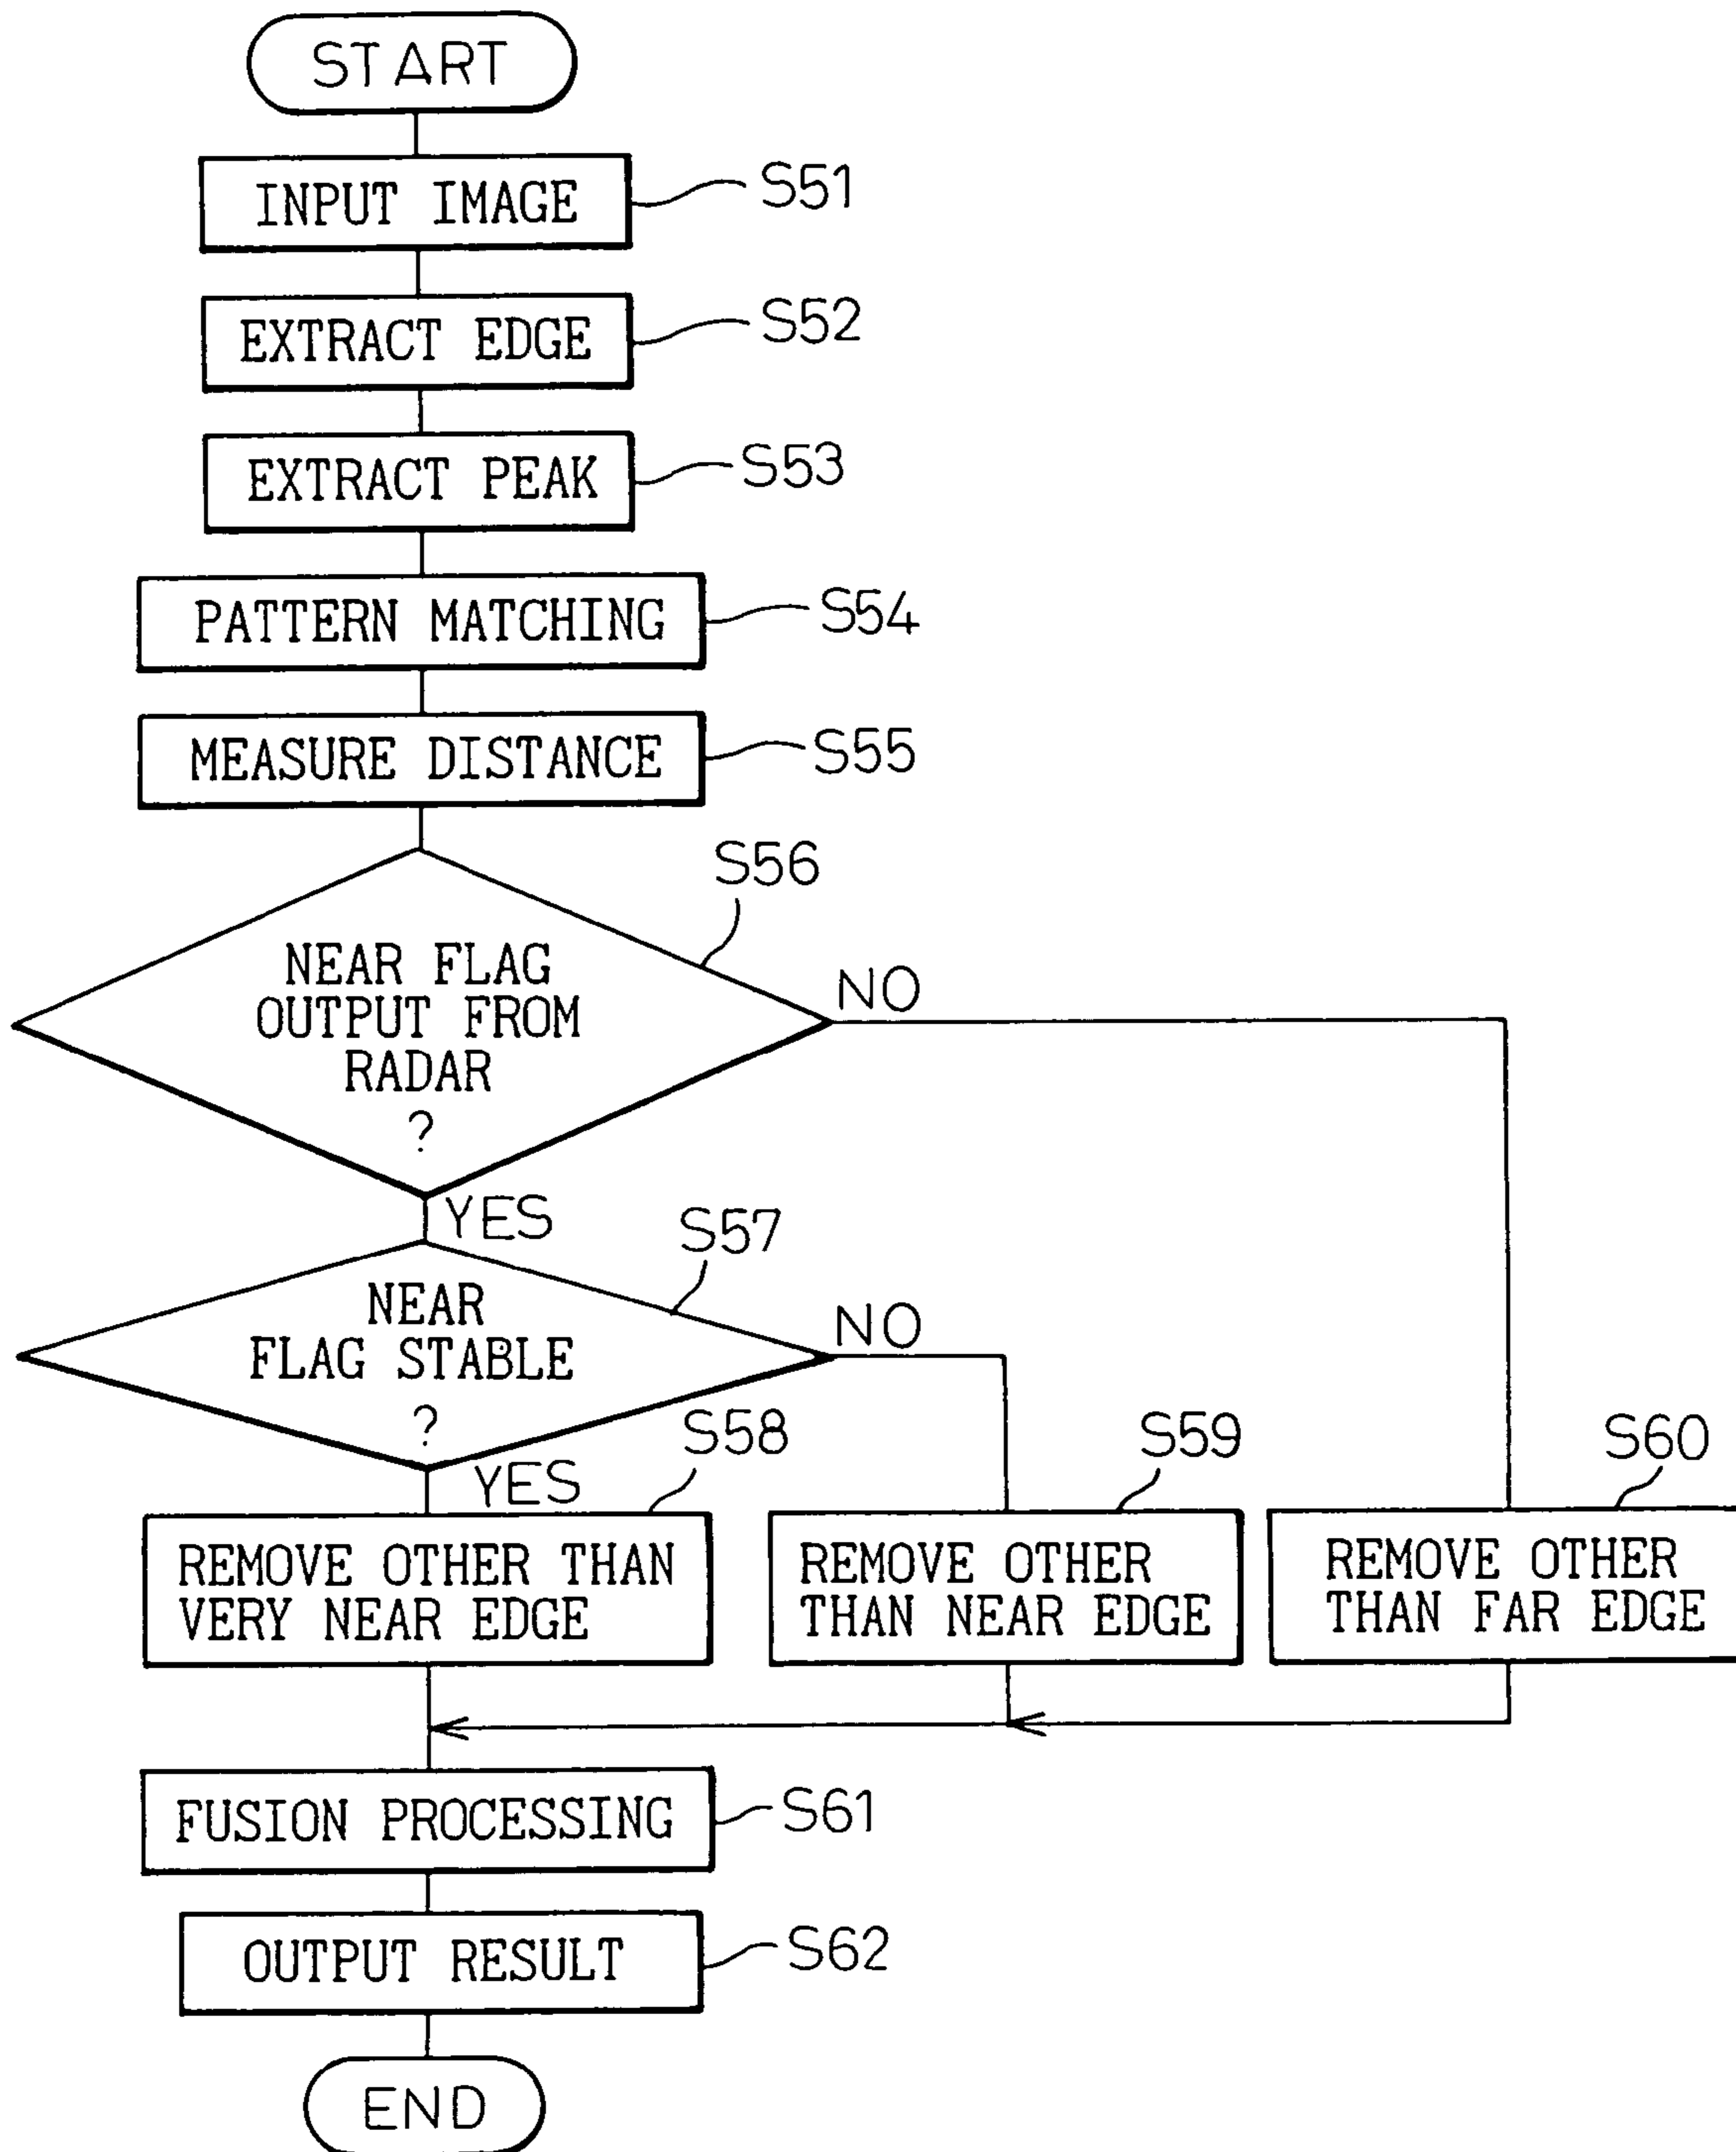 START
INPUT IMAGE
S51
EXTRACT EDGE
S52
EXTRACT PEAK
S53
PATTERN MATCHING
S54
MEASURE DISTANCE
S55
S56
NEAR FLAG
OUTPUT FROM
RADAR
?
NO
YES
S57
NEAR
FLAG STABLE
?
NO
YES
S58
REMOVE OTHER THAN
VERY NEAR EDGE
S59
REMOVE OTHER
THAN NEAR EDGE
S60
REMOVE OTHER
THAN FAR EDGE
FUSION PROCESSING
S61
OUTPUT RESULT
S62
END